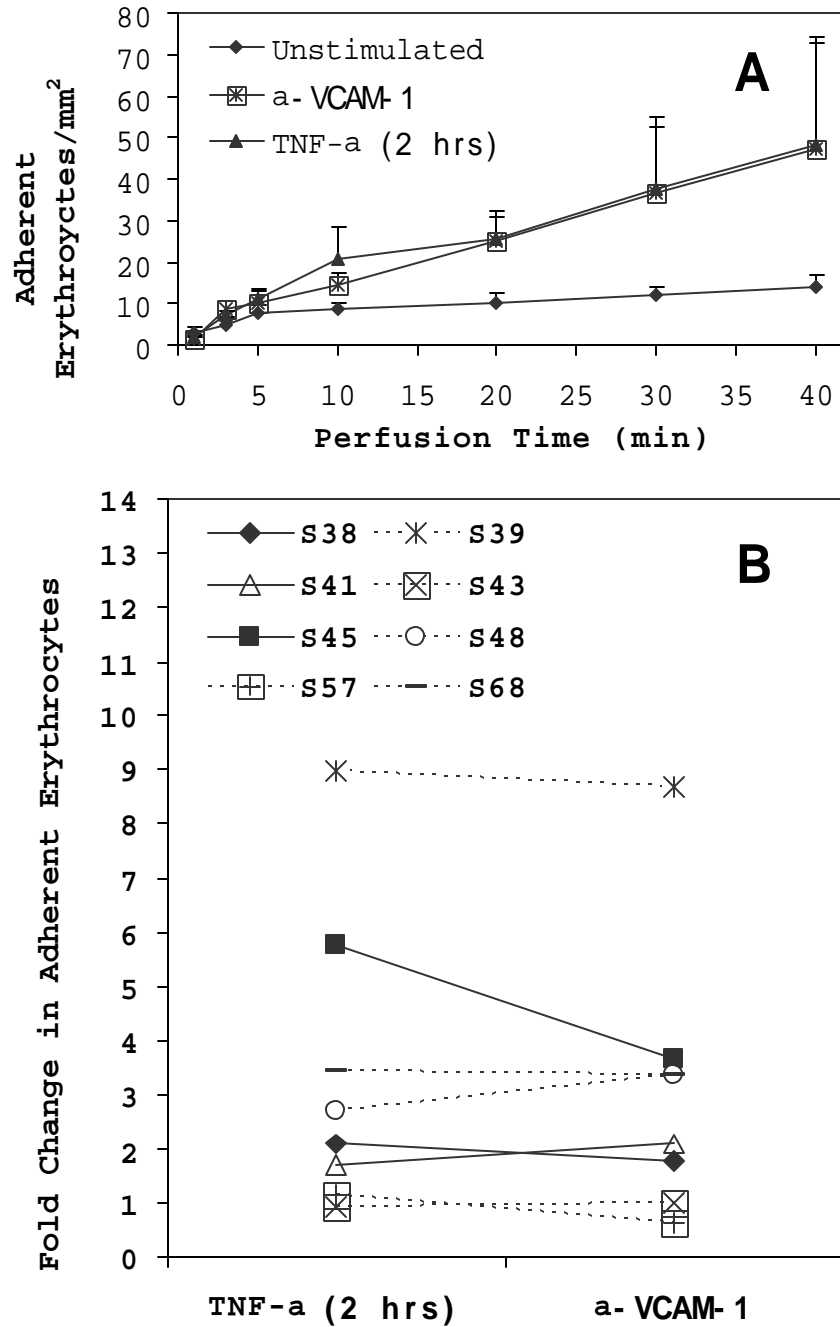 80
70
60
50
40
30
20
10
0
Unstimulated
a- VCAM- 1
TNF-a (2 hrs)
A
Adherent
Erythroyctes/mm²
0 5 10 15 20 25 30 35 40
Perfusion Time (min)
14
13
12
11
10
9
8
7
6
5
4
3
2
1
0
S38 S39
S41 S43
S45 S48
S57 S68
B
Fold Change in Adherent Erythrocytes
TNF-a (2 hrs) a- VCAM- 1